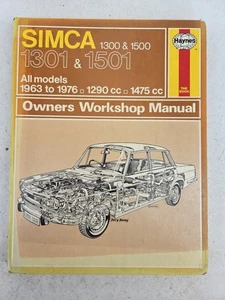 SIMCA 1300 & 1500
1301 & 1501
Haynes
All models
1963 to 1976 □ 1290 cc □ 1475 cc
Owners Workshop Manual